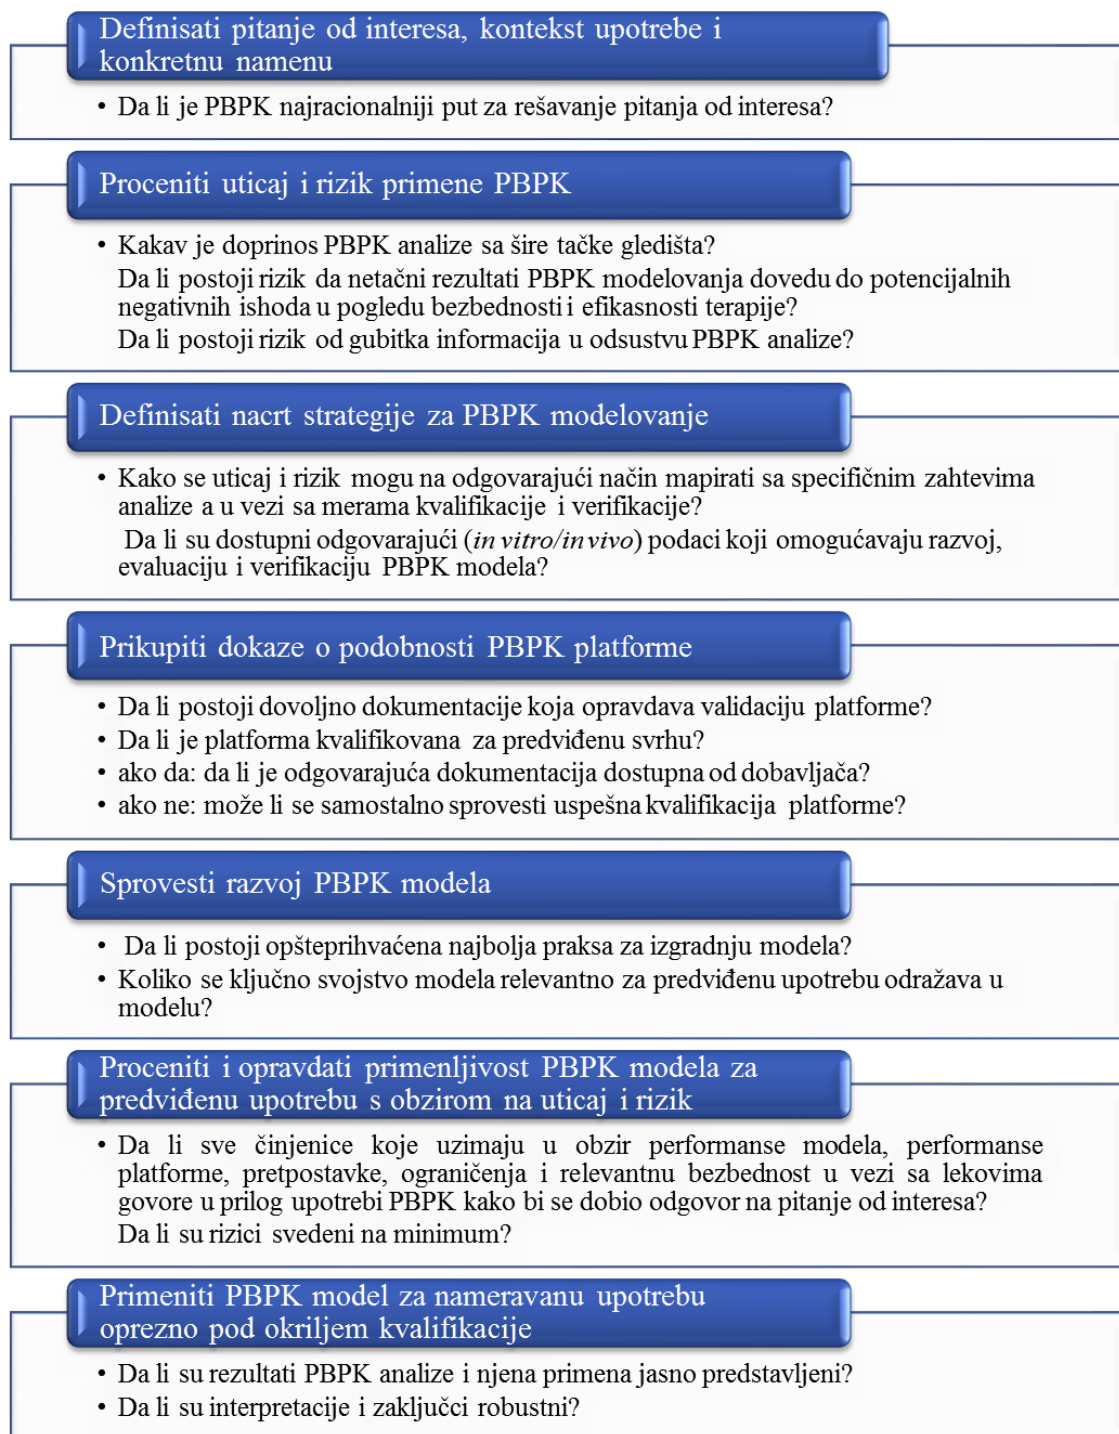 Definisati pitanje od interesa, kontekst upotrebe i
konkretnu namenu
• Da li je PBPK najracionalniji put za rešavanje pitanja od interesa?
Proceniti uticaj i rizik primene PBPK
• Kakav je doprinos PBPK analize sa šire tačke gledišta?
Da li postoji rizik da netačni rezultati PBPK modelovanja dovedu do potencijalnih
negativnih ishoda u pogledu bezbednosti i efikasnosti terapije?
Da li postoji rizik od gubitka informacija u odsustvu PBPK analize?
Definisati nacrt strategije za PBPK modelovanje
• Kako se uticaj i rizik mogu na odgovarajući način mapirati sa specifičnim zahtevima
analize a u vezi sa merama kvalifikacije i verifikacije?
Da li su dostupni odgovarajući (in vitro/in vivo) podaci koji omogućavaju razvoj,
evaluaciju i verifikaciju PBPK modela?
Prikupiti dokaze o podobnosti PBPK platforme
• Da li postoji dovoljno dokumentacije koja opravdava validaciju platforme?
• Da li je platforma kvalifikovana za predviđenu svrhu?
• ako da: da li je odgovarajuća dokumentacija dostupna od dobavljača?
• ako ne: može li se samostalno sprovesti uspešna kvalifikacija platforme?
Sprovesti razvoj PBPK modela
• Da li postoji opšteprihvaćena najbolja praksa za izgradnju modela?
• Koliko se ključno svojstvo modela relevantno za predviđenu upotrebu odražava u
modelu?
Proceniti i opravdati primenljivost PBPK modela za
predviđenu upotrebu s obzirom na uticaj i rizik
• Da li sve činjenice koje uzimaju u obzir performanse modela, performanse
platforme, pretpostavke, ograničenja i relevantnu bezbednost u vezi sa lekovima
govore u prilog upotrebi PBPK kako bi se dobio odgovor na pitanje od interesa?
Da li su rizici svedeni na minimum?
Primeniti PBPK model za nameravanu upotrebu
oprezno pod okriljem kvalifikacije
• Da li su rezultati PBPK analize i njena primena jasno predstavljeni?
• Da li su interpretacije i zaključci robustni?